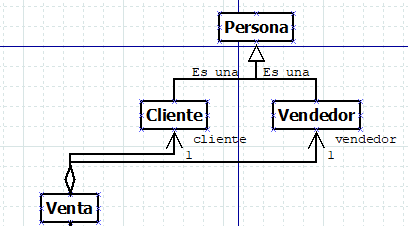 Persona
Es una Es una
Cliente Vendedor
cliente vendedor
1 1
Venta